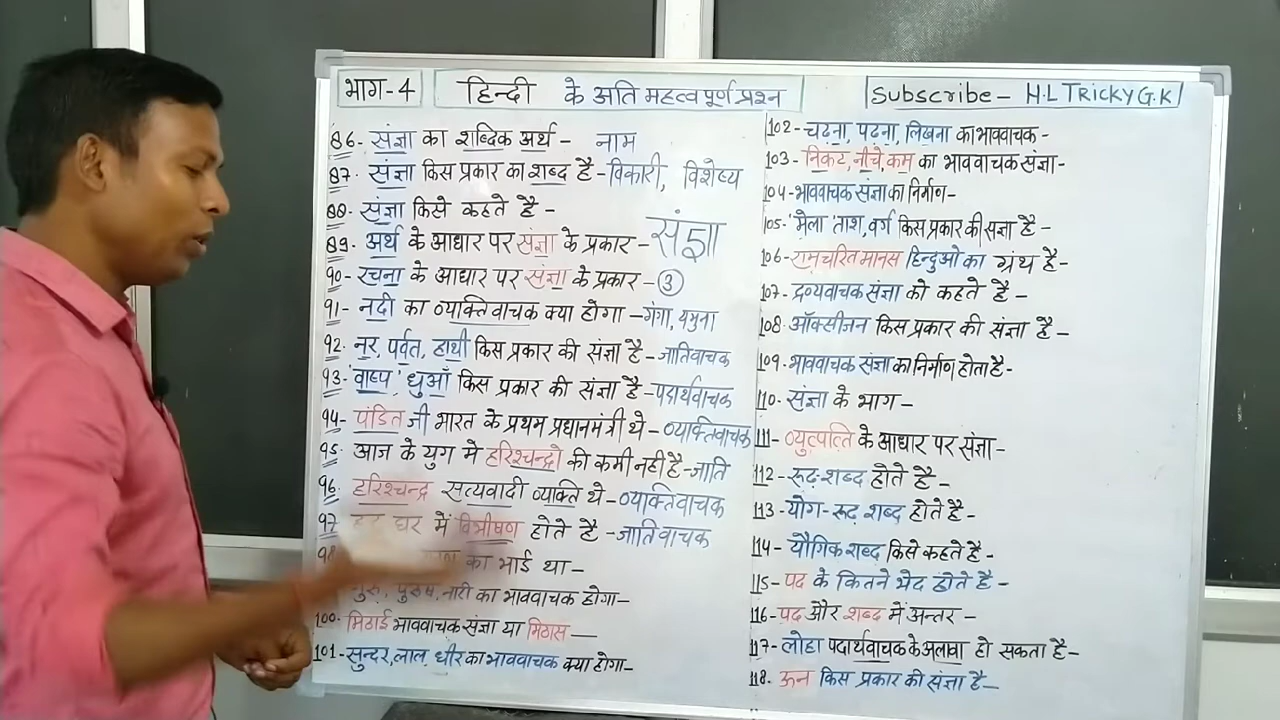 भाग-4
हिन्दी के अति महत्वपूर्ण प्रश्न
Subscribe - H.L TRICKY G.K
86. संज्ञा का शब्दिक अर्थ - नाम
87. संज्ञा किस प्रकार का शब्द है - विकारी, विशेष्य
88. संज्ञा किसे कहते है -
संज्ञा
89. अर्थ के आधार पर संज्ञा के प्रकार -
90- रचना के आधार पर संज्ञा के प्रकार - 3
91- नदी का व्यक्तिवाचक क्या होगा - गंगा, यमुना
92. नर, पर्वत, हाथी किस प्रकार की संज्ञा है - जातिवाचक
93. 'वाष्प' धुआँ किस प्रकार की संज्ञा है - पदार्थवाचक
94- पंडित जी भारत के प्रथम प्रधानमंत्री थे - व्यक्तिवाचक
95- आज के युग मे हरिश्चन्द्रो की कमी नही है - जाति
96. हरिश्चन्द्र सत्यवादी व्यक्ति थे - व्यक्तिवाचक
97 घर में विभीषण होते है - जातिवाचक
98 का भाई था -
गुरु, पुरुष, नारी का भाववाचक होगा -
100. मिठाई भाववाचक संज्ञा या मिठास -
101- सुन्दर, लाल, धीर का भाववाचक क्या होगा -
102- चढ़ना, पढ़ना, लिखना का भाववाचक -
103- निकट, नीचे, कम का भाववाचक संज्ञा -
104- भाववाचक संज्ञा का निर्माण -
105- 'मेला' ताश, वर्ग किस प्रकार की संज्ञा है -
106- रामचरित मानस हिन्दुओ का ग्रंथ है -
107- द्रव्यवाचक संज्ञा को कहते है -
108- ऑक्सीजन किस प्रकार की संज्ञा है -
109- भाववाचक संज्ञा का निर्माण होता है -
110- संज्ञा के भाग -
111- व्युत्पत्ति के आधार पर संज्ञा -
112- रूढ़-शब्द होते है -
113- योग-रूढ़ शब्द होते है -
114- यौगिक शब्द किसे कहते है -
115- पद के कितने भेद होते है -
116- पद और शब्द में अन्तर -
117- लोहा पदार्थवाचक के अलावा हो सकता है -
118. ऊन किस प्रकार की संज्ञा है -